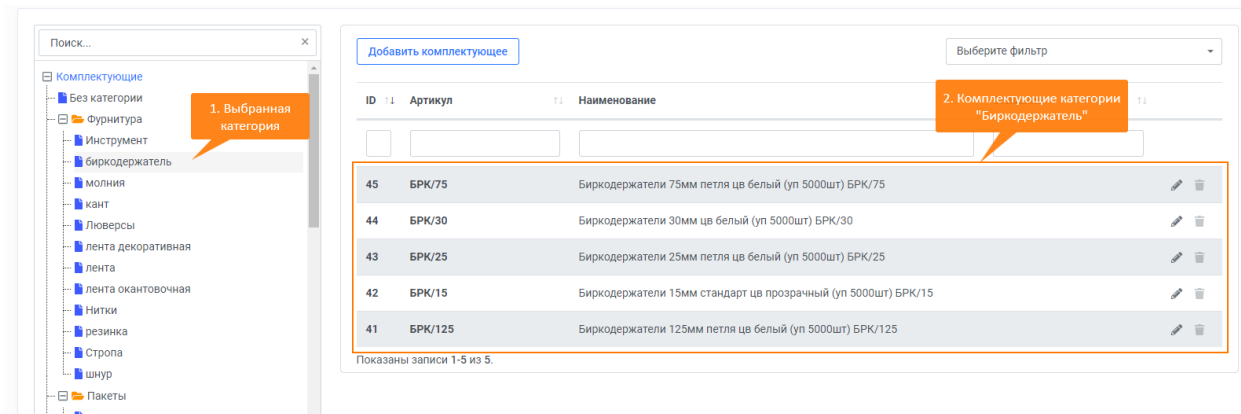 Поиск...
×
Комплектующие
Без категории
Фурнитура
Инструмент
биркодержатель
молния
кант
Люверсы
лента декоративная
лента
лента окантовочная
Нитки
резинка
Стропа
шнур
Пакеты
1. Выбранная
категория
Добавить комплектующее
Выберите фильтр
ID Артикул Наименование
2. Комплектующие категории
"Биркодержатель"
45 БРК/75 Биркодержатели 75мм петля цв белый (уп 5000шт) БРК/75
44 БРК/30 Биркодержатели 30мм цв белый (уп 5000шт) БРК/30
43 БРК/25 Биркодержатели 25мм петля цв белый (уп 5000шт) БРК/25
42 БРК/15 Биркодержатели 15мм стандарт цв прозрачный (уп 5000шт) БРК/15
41 БРК/125 Биркодержатели 125мм петля цв белый (уп 5000шт) БРК/125
Показаны записи 1-5 из 5.